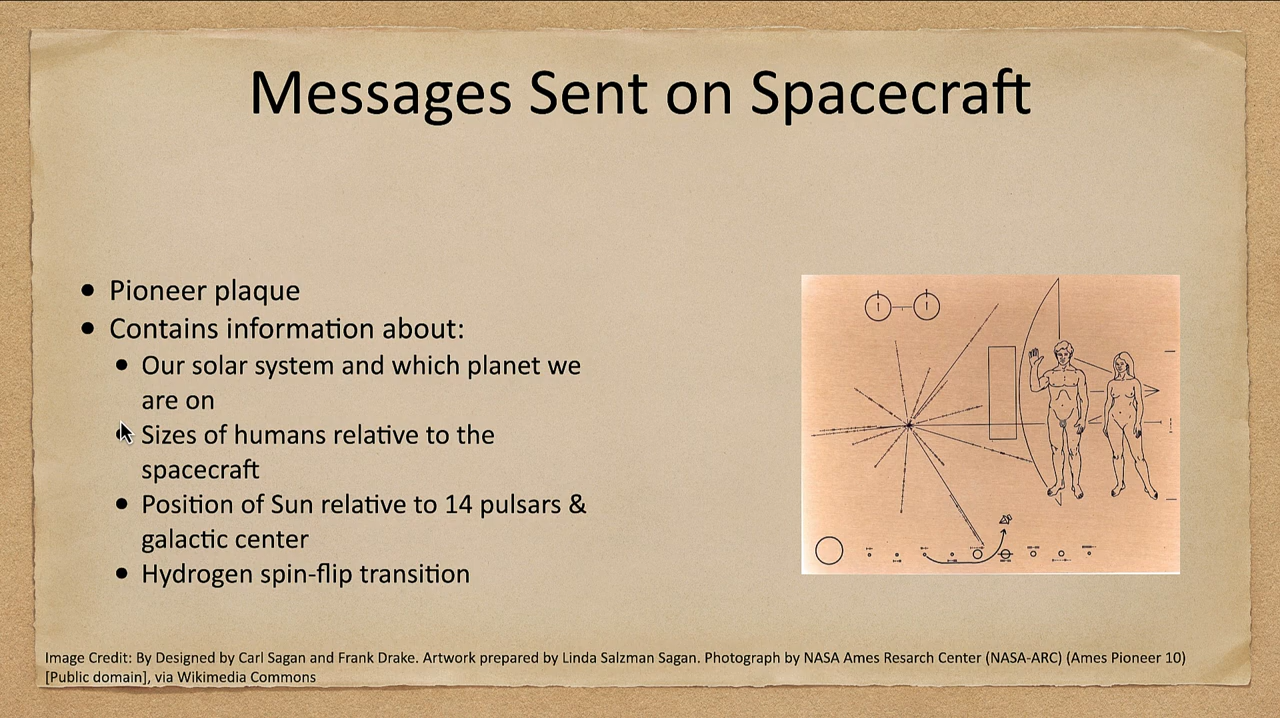 Messages Sent on Spacecraft
• Pioneer plaque
• Contains information about:
• Our solar system and which planet we
are on
• Sizes of humans relative to the
spacecraft
• Position of Sun relative to 14 pulsars &
galactic center
• Hydrogen spin-flip transition
Image Credit: By Designed by Carl Sagan and Frank Drake. Artwork prepared by Linda Salzman Sagan. Photograph by NASA Ames Resarch Center (NASA-ARC) (Ames Pioneer 10)
[Public domain], via Wikimedia Commons